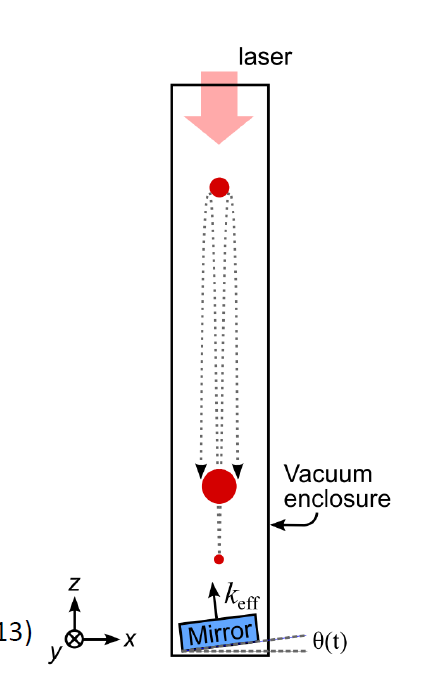 laser
Vacuum
enclosure
k_eff
Mirror
θ(t)
z
13)
y
x